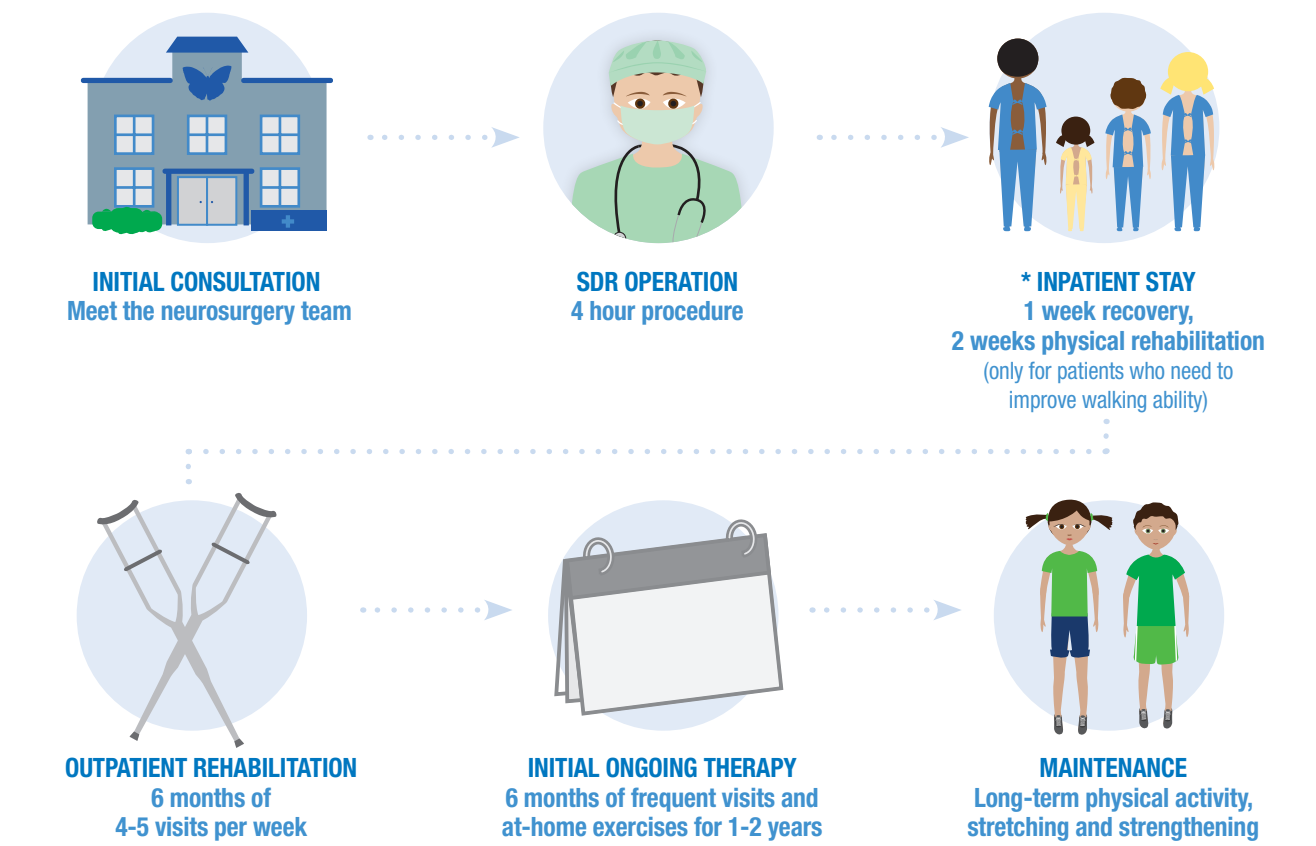 INITIAL CONSULTATION
Meet the neurosurgery team
SDR OPERATION
4 hour procedure
* INPATIENT STAY
1 week recovery,
2 weeks physical rehabilitation
(only for patients who need to
improve walking ability)
OUTPATIENT REHABILITATION
6 months of
4-5 visits per week
INITIAL ONGOING THERAPY
6 months of frequent visits and
at-home exercises for 1-2 years
MAINTENANCE
Long-term physical activity,
stretching and strengthening